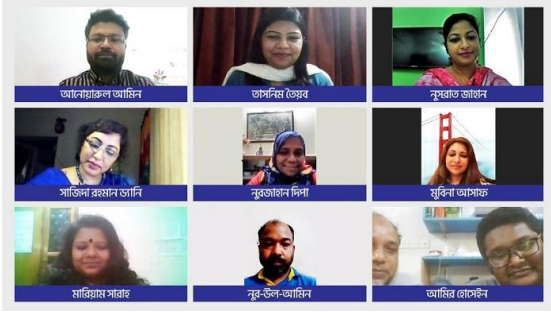 আনোয়ারুল আমিন
তাসনিম তৈয়ব
নুসরাত জাহান
সাজিদা রহমান ড্যানি
নুরজাহান দিপা
মুবিনা আসাফ
মারিয়াম সারাহ
নুর-উল-আমিন
আমির হোসেইন